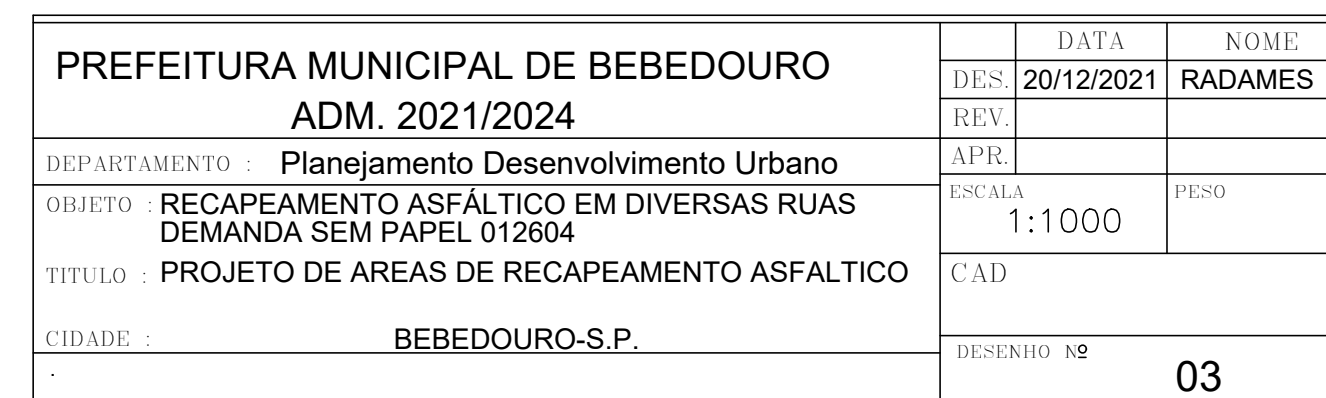 PREFEITURA MUNICIPAL DE BEBEDOURO
ADM. 2021/2024
DEPARTAMENTO : Planejamento Desenvolvimento Urbano
OBJETO : RECAPEAMENTO ASFÁLTICO EM DIVERSAS RUAS
DEMANDA SEM PAPEL 012604
TITULO : PROJETO DE AREAS DE RECAPEAMENTO ASFALTICO
CIDADE : BEBEDOURO-S.P.
.
DATA NOME
DES. 20/12/2021 RADAMES
REV.
APR.
ESCALA PESO
1:1000
CAD
DESENHO Nº
03